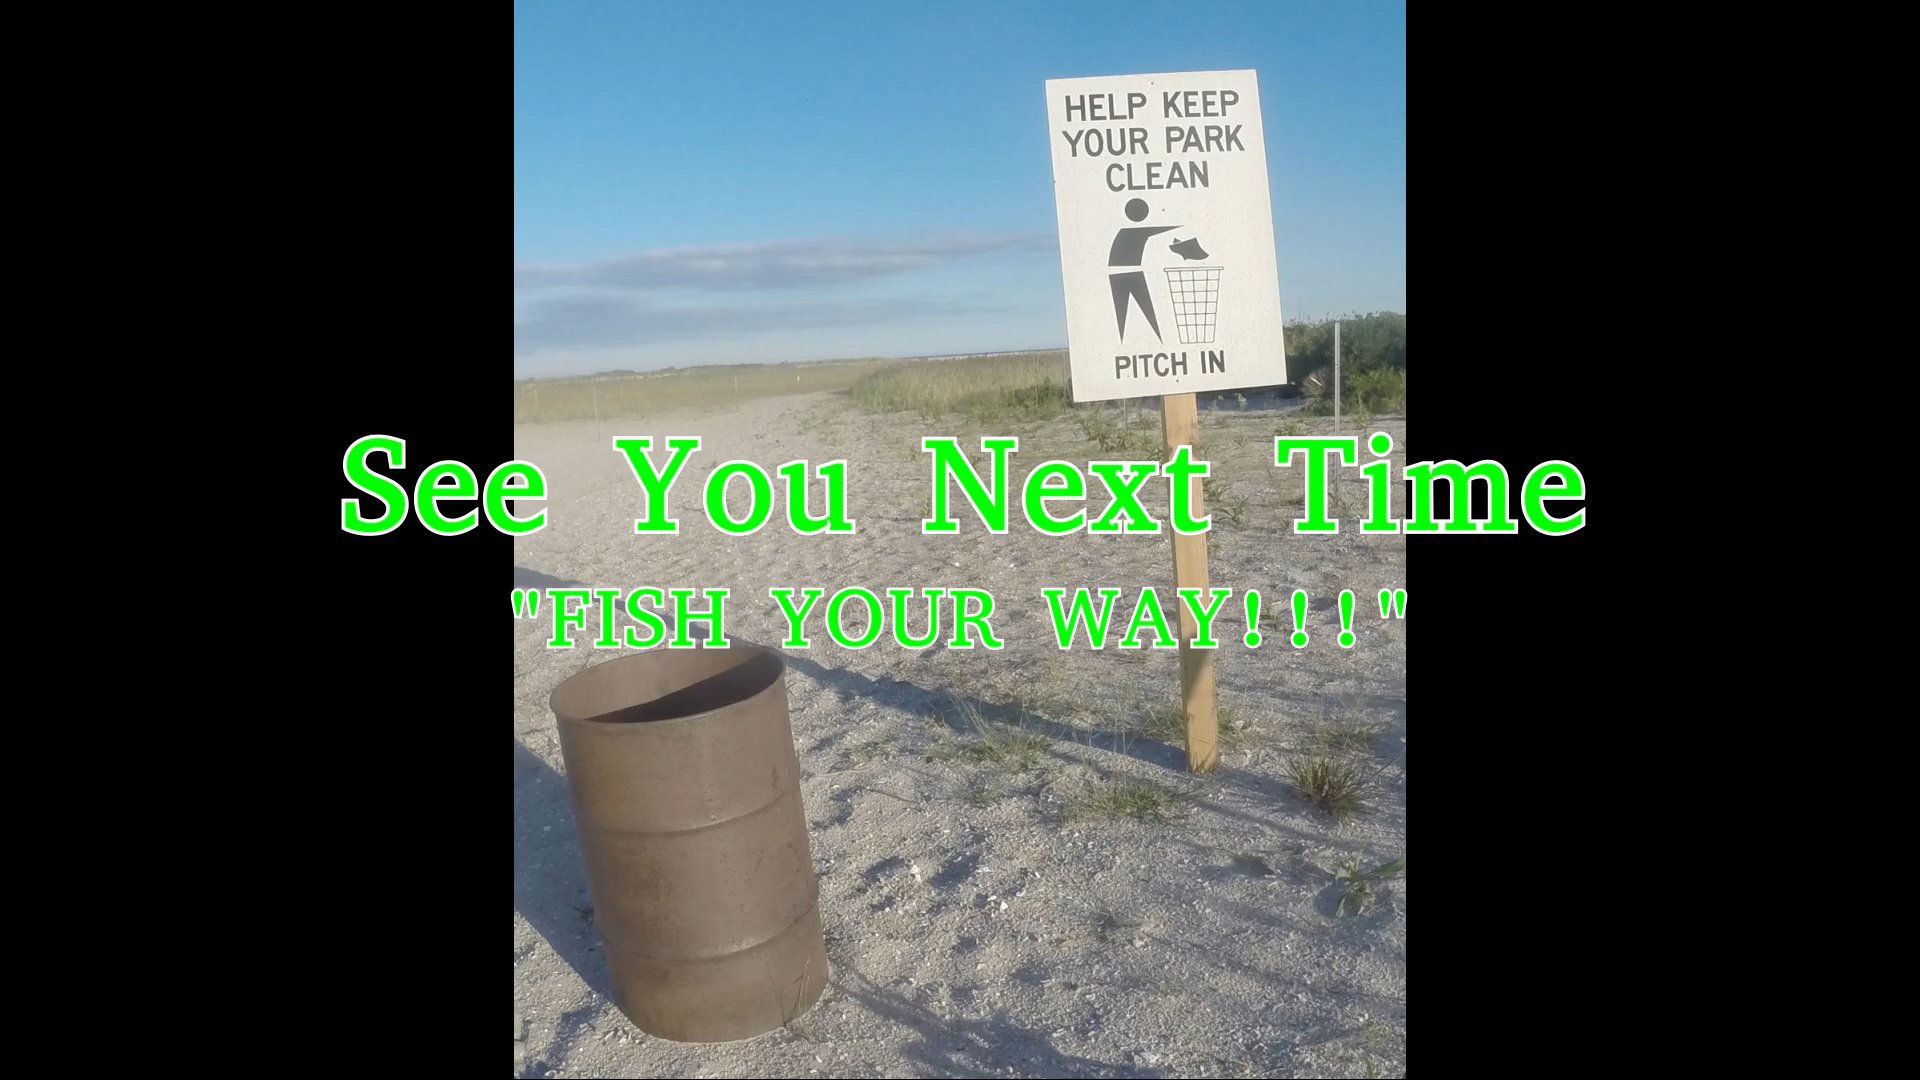 HELP KEEP
YOUR PARK
CLEAN
PITCH IN
See You Next Time
"FISH YOUR WAY!!!"